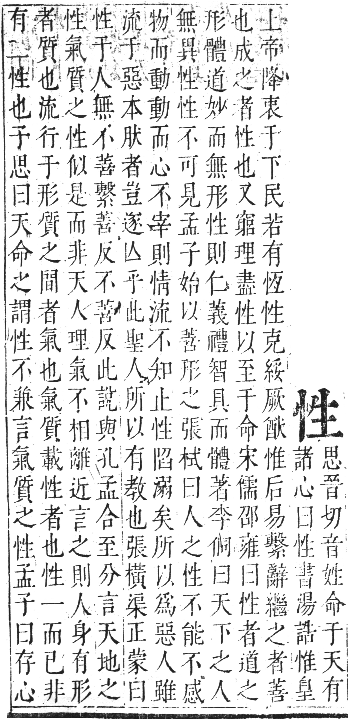 性
思晉切音姓命于天有
諸心曰性書湯誥惟皇
上帝降衷于下民若有恆性克綏厥猷惟后易繫辭繼之者善
也成之者性也又窮理盡性以至于命宋儒邵雍曰性者道之
形體道妙而無形性則仁義禮智具而體著李侗曰天下之人
無異性性不可見孟子始以善形之張栻曰人之性不能不感
物而動動而心不宰則情流不知止性陷溺矣所以爲惡人雖
流于惡本肰者豈遂亾乎此聖人所以有教也張橫渠正蒙曰
性于人無不善繫善反不善反此說與孔孟合至分言天地之
性氣質之性似是而非天人理氣不相離近言之則人身有形
者質也流行于形質之間者氣也氣質載性者也性一而已非
有二性也子思曰天命之謂性不兼言氣質之性孟子曰存心